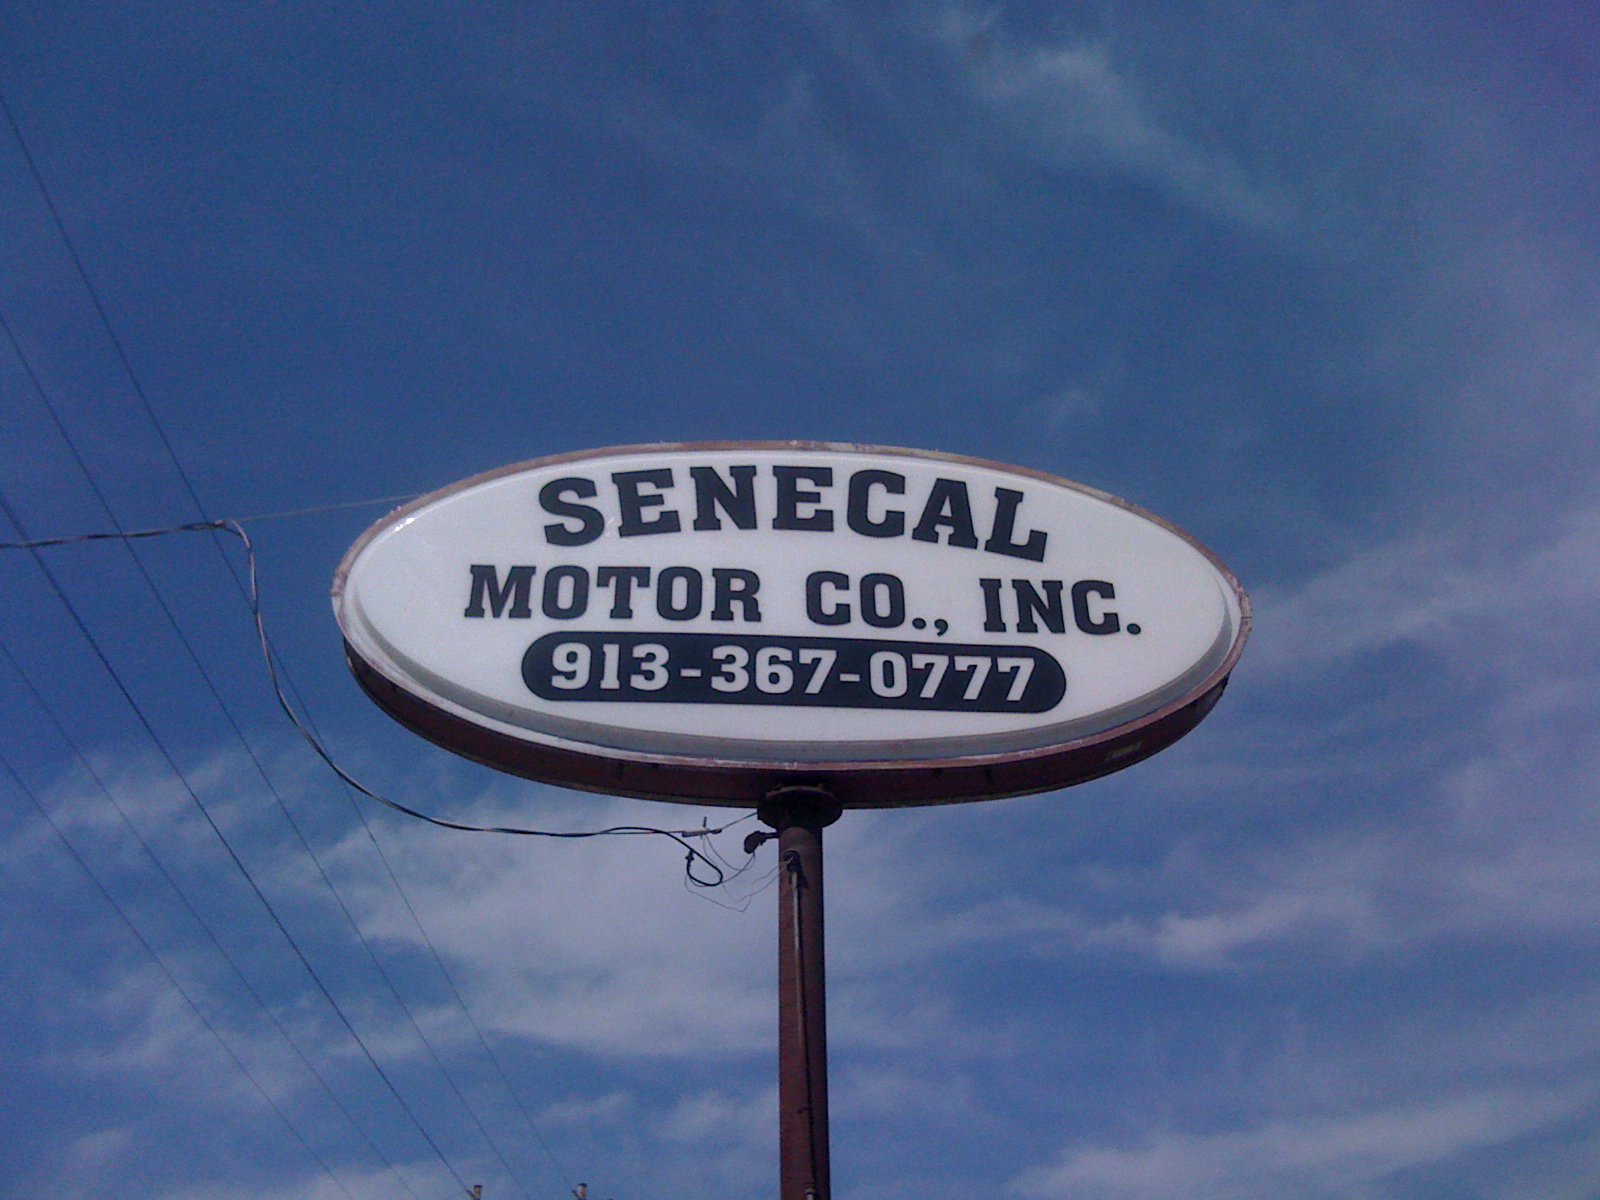 SENECAL
MOTOR CO., INC.
913-367-0777